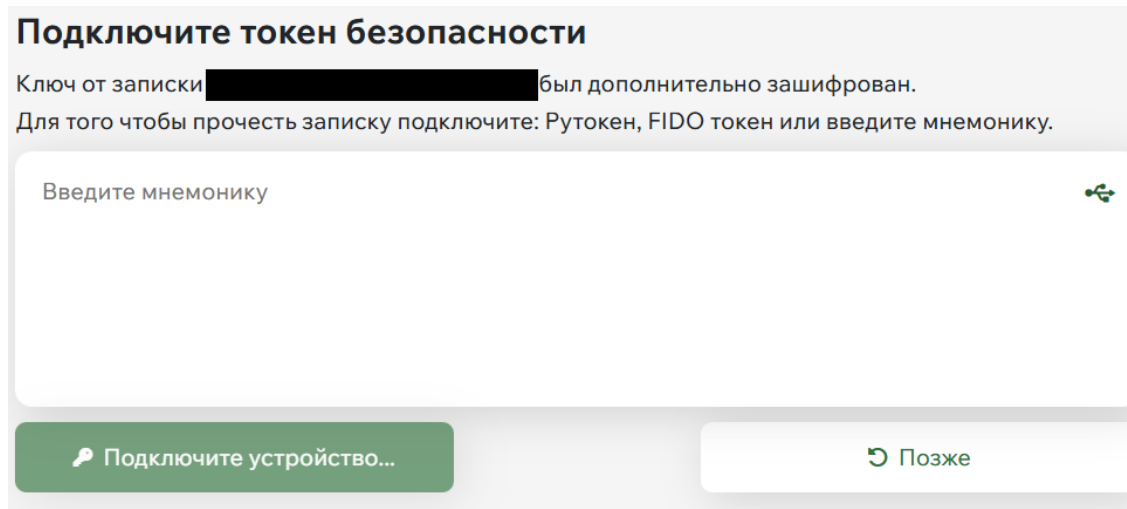 Подключите токен безопасности
Ключ от записки был дополнительно зашифрован.
Для того чтобы прочесть записку подключите: Рутокен, FIDO токен или введите мнемонику.
Введите мнемонику
Подключите устройство...
Позже